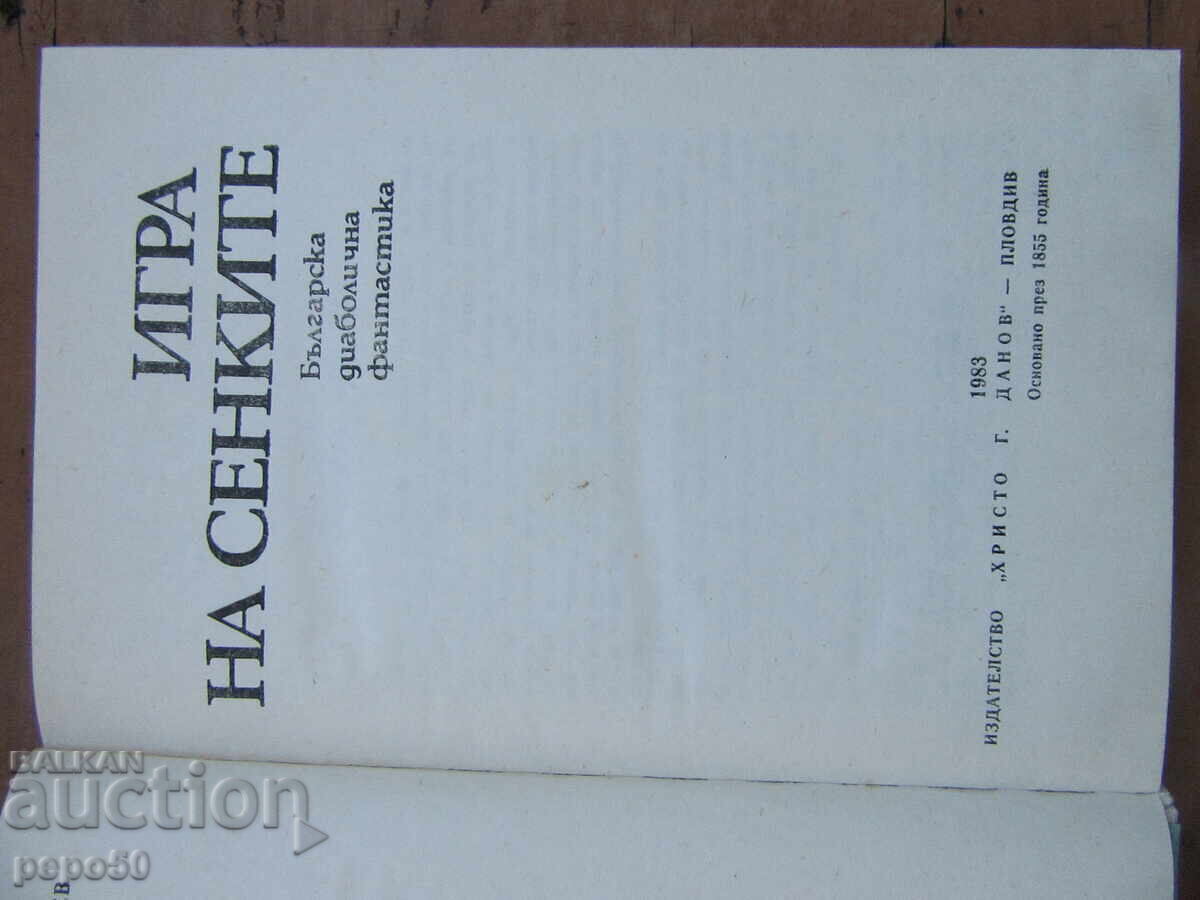 ИГРА
НА СЕНКИТЕ
Българска
диаболична
фантастика
1983
ИЗДАТЕЛСТВО „ХРИСТО Г. ДАНОВ“ — ПЛОВДИВ
Основано през 1855 година
BALKAN
auction
pepo50